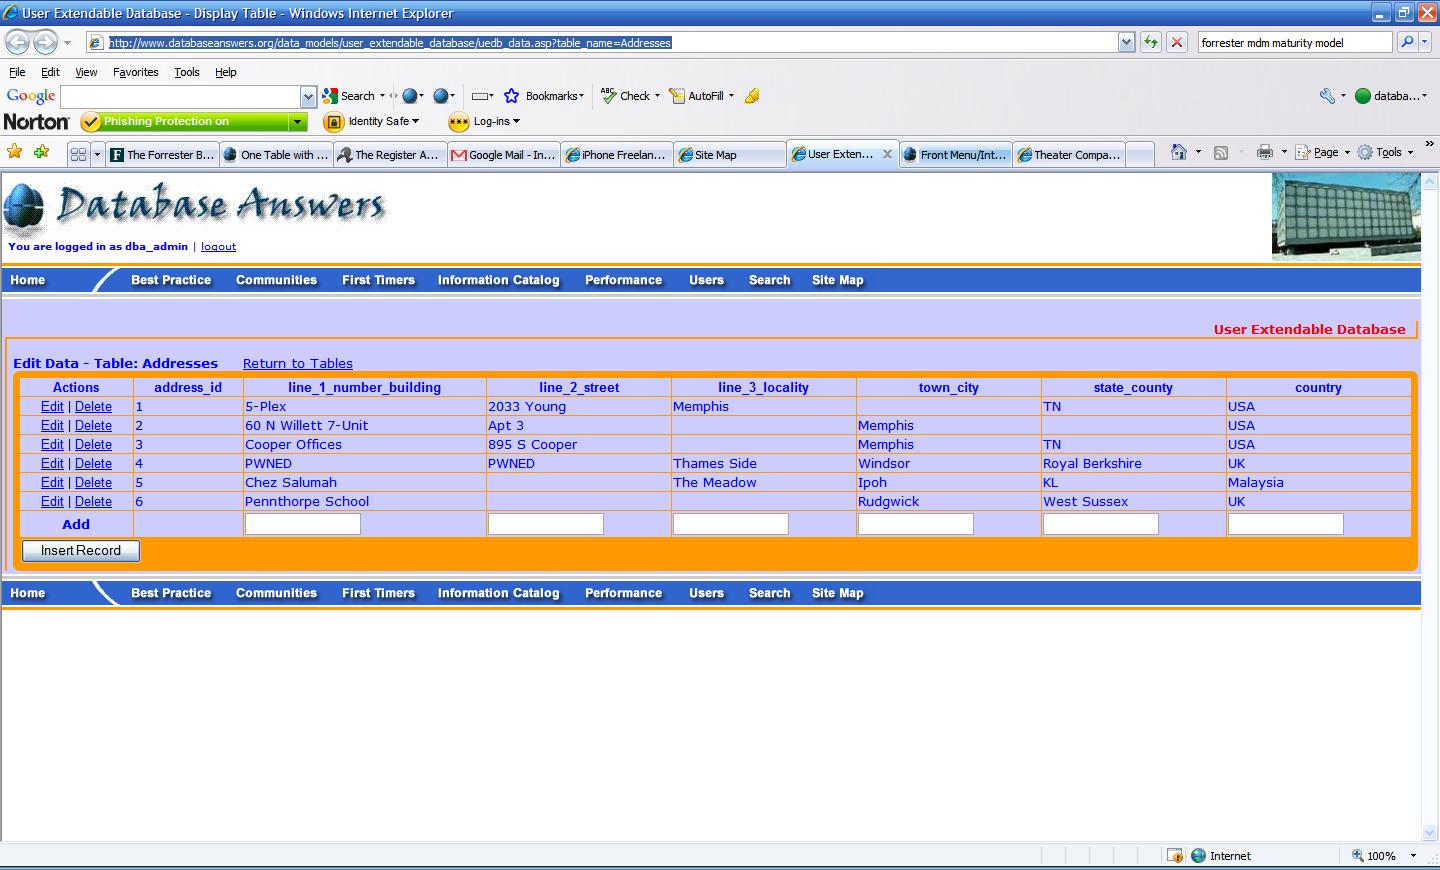 User Extendable Database - Display Table - Windows Internet Explorer
http://www.databaseanswers.org/data_models/user_extendable_database/uedb_data.asp?table_name=Addresses
forrester mdm maturity model
File Edit View Favorites Tools Help
Google Search Bookmarks ABC Check AutoFill databa...
Norton Phishing Protection on Identity Safe Log-ins
The Forrester B... One Table with ... The Register A... Google Mail - In... iPhone Freelan... Site Map User Exten... Front Menu/Int... Theater Compa... Page Tools »
Database Answers
You are logged in as dba_admin | logout
Home Best Practice Communities First Timers Information Catalog Performance Users Search Site Map
User Extendable Database
Edit Data - Table: Addresses Return to Tables
Actions address_id line_1_number_building line_2_street line_3_locality town_city state_county country
Edit | Delete 1 5-Plex 2033 Young Memphis TN USA
Edit | Delete 2 60 N Willett 7-Unit Apt 3 Memphis USA
Edit | Delete 3 Cooper Offices 895 S Cooper Memphis TN USA
Edit | Delete 4 PWNED PWNED Thames Side Windsor Royal Berkshire UK
Edit | Delete 5 Chez Salumah The Meadow Ipoh KL Malaysia
Edit | Delete 6 Pennthorpe School Rudgwick West Sussex UK
Add
Insert Record
Home Best Practice Communities First Timers Information Catalog Performance Users Search Site Map
Internet 100%